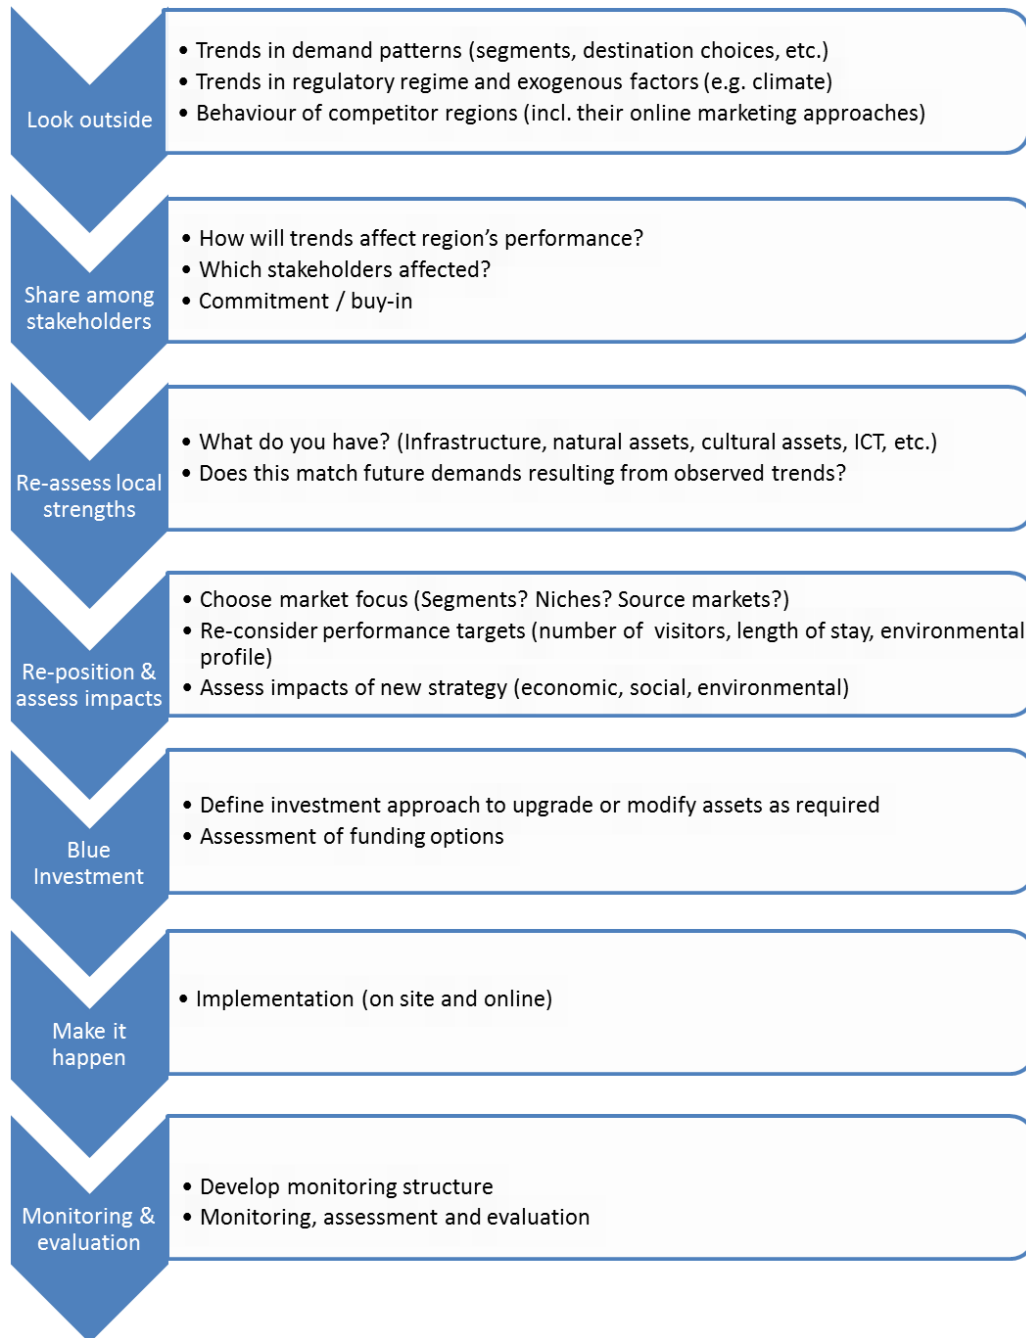 Look outside
• Trends in demand patterns (segments, destination choices, etc.)
• Trends in regulatory regime and exogenous factors (e.g. climate)
• Behaviour of competitor regions (incl. their online marketing approaches)
Share among
stakeholders
• How will trends affect region’s performance?
• Which stakeholders affected?
• Commitment / buy-in
Re-assess local
strengths
• What do you have? (Infrastructure, natural assets, cultural assets, ICT, etc.)
• Does this match future demands resulting from observed trends?
Re-position &
assess impacts
• Choose market focus (Segments? Niches? Source markets?)
• Re-consider performance targets (number of visitors, length of stay, environmental
profile)
• Assess impacts of new strategy (economic, social, environmental)
Blue
Investment
• Define investment approach to upgrade or modify assets as required
• Assessment of funding options
Make it
happen
• Implementation (on site and online)
Monitoring &
evaluation
• Develop monitoring structure
• Monitoring, assessment and evaluation